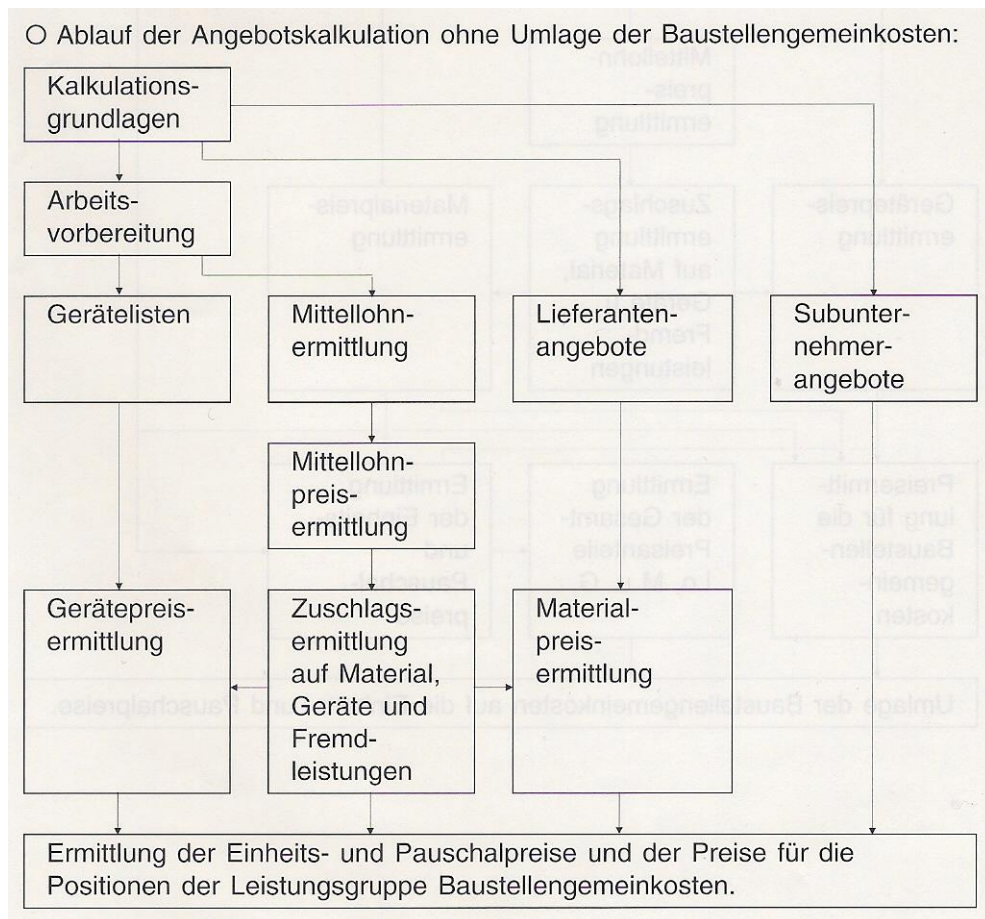 O Ablauf der Angebotskalkulation ohne Umlage der Baustellengemeinkosten:
Kalkulations-
grundlagen
Arbeits-
vorbereitung
Gerätelisten
Mittellohn-
ermittlung
Lieferanten-
angebote
Subunter-
nehmer-
angebote
Mittellohn-
preis-
ermittlung
Gerätepreis-
ermittlung
Zuschlags-
ermittlung
auf Material,
Geräte und
Fremd-
leistungen
Material-
preis-
ermittlung
Ermittlung der Einheits- und Pauschalpreise und der Preise für die
Positionen der Leistungsgruppe Baustellengemeinkosten.